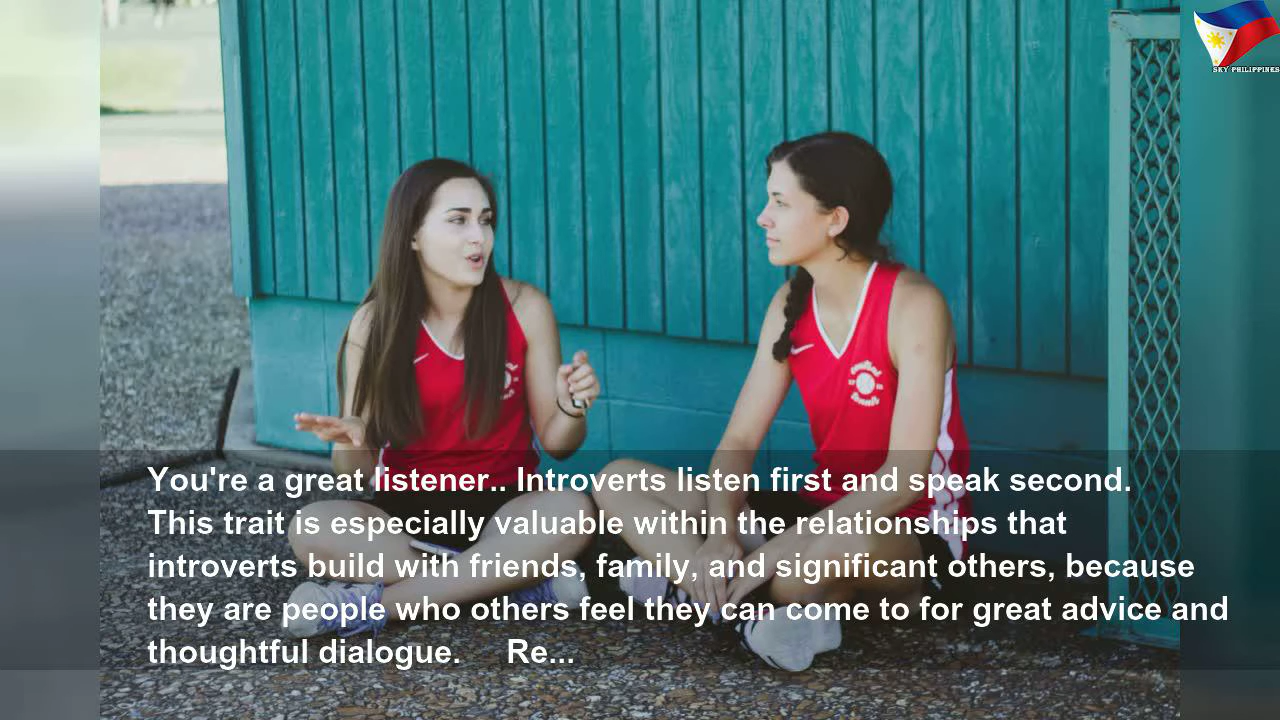 SKY PHILIPPINES
You're a great listener.. Introverts listen first and speak second.
This trait is especially valuable within the relationships that
introverts build with friends, family, and significant others, because
they are people who others feel they can come to for great advice and
thoughtful dialogue. Re...